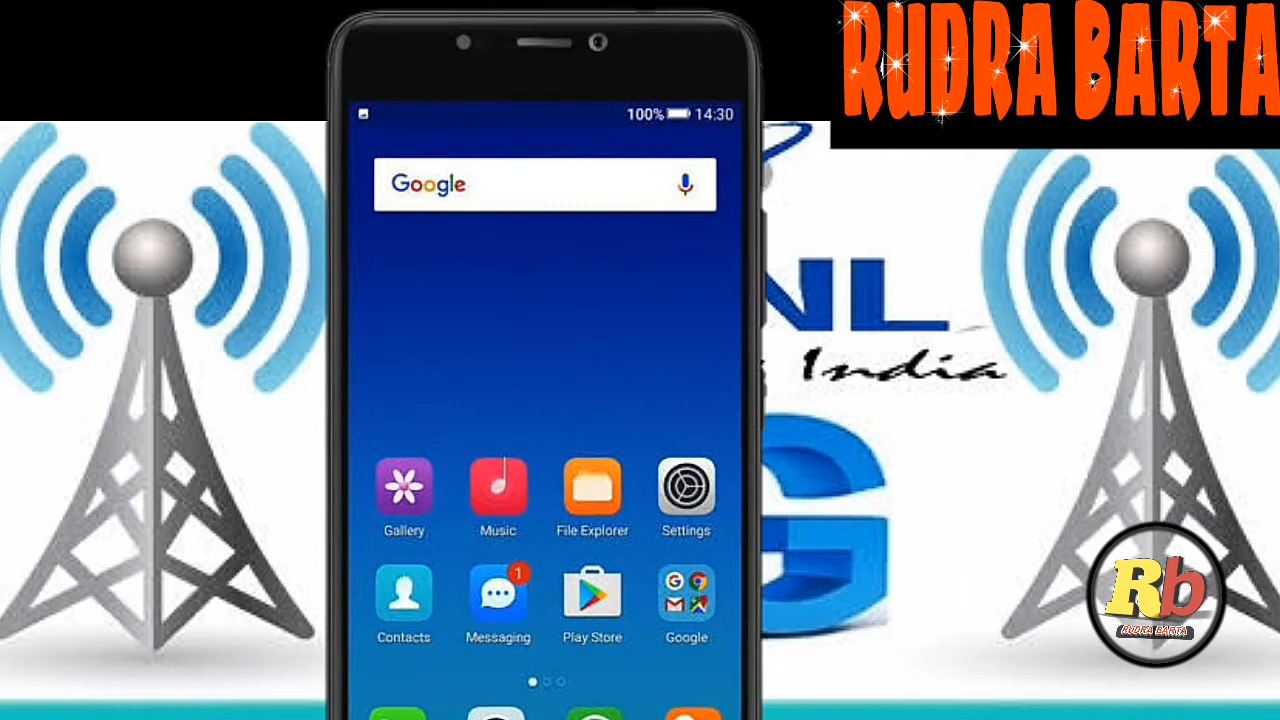 RUDRA BARTA
100% 14:30
Google
NL
India
G
Gallery Music File Explorer Settings
1
Contacts Messaging Play Store Google
Rb
RUDRA BARTA